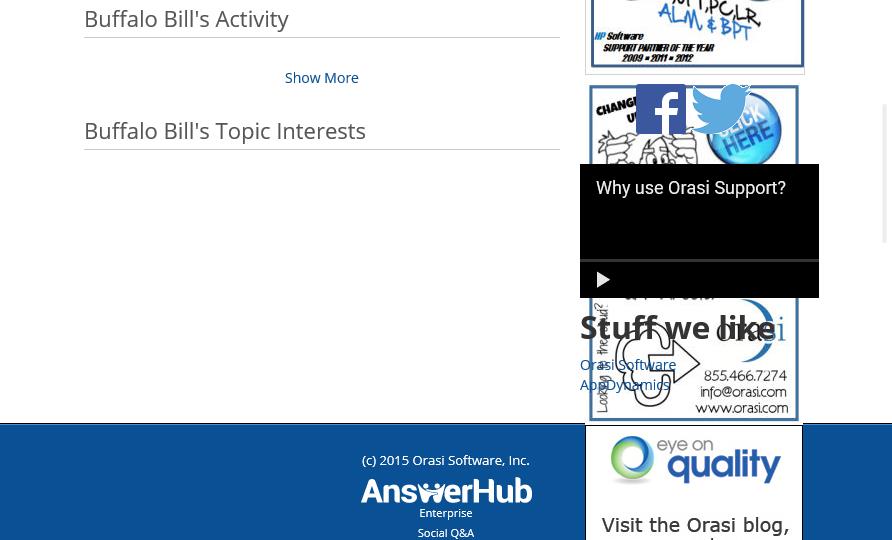 Buffalo Bill's Activity
Show More
Buffalo Bill's Topic Interests
ALM & BPT
HP Software
SUPPORT PARTNER OF THE YEAR
2009 • 2011 • 2012
CLICK
HERE
Why use Orasi Support?
Stuff we like
orasi
Orasi Software
AppDynamics
855.466.7274
info@orasi.com
www.orasi.com
(c) 2015 Orasi Software, Inc.
AnswerHub
Enterprise
Social Q&A
eye on
quality
Visit the Orasi blog,